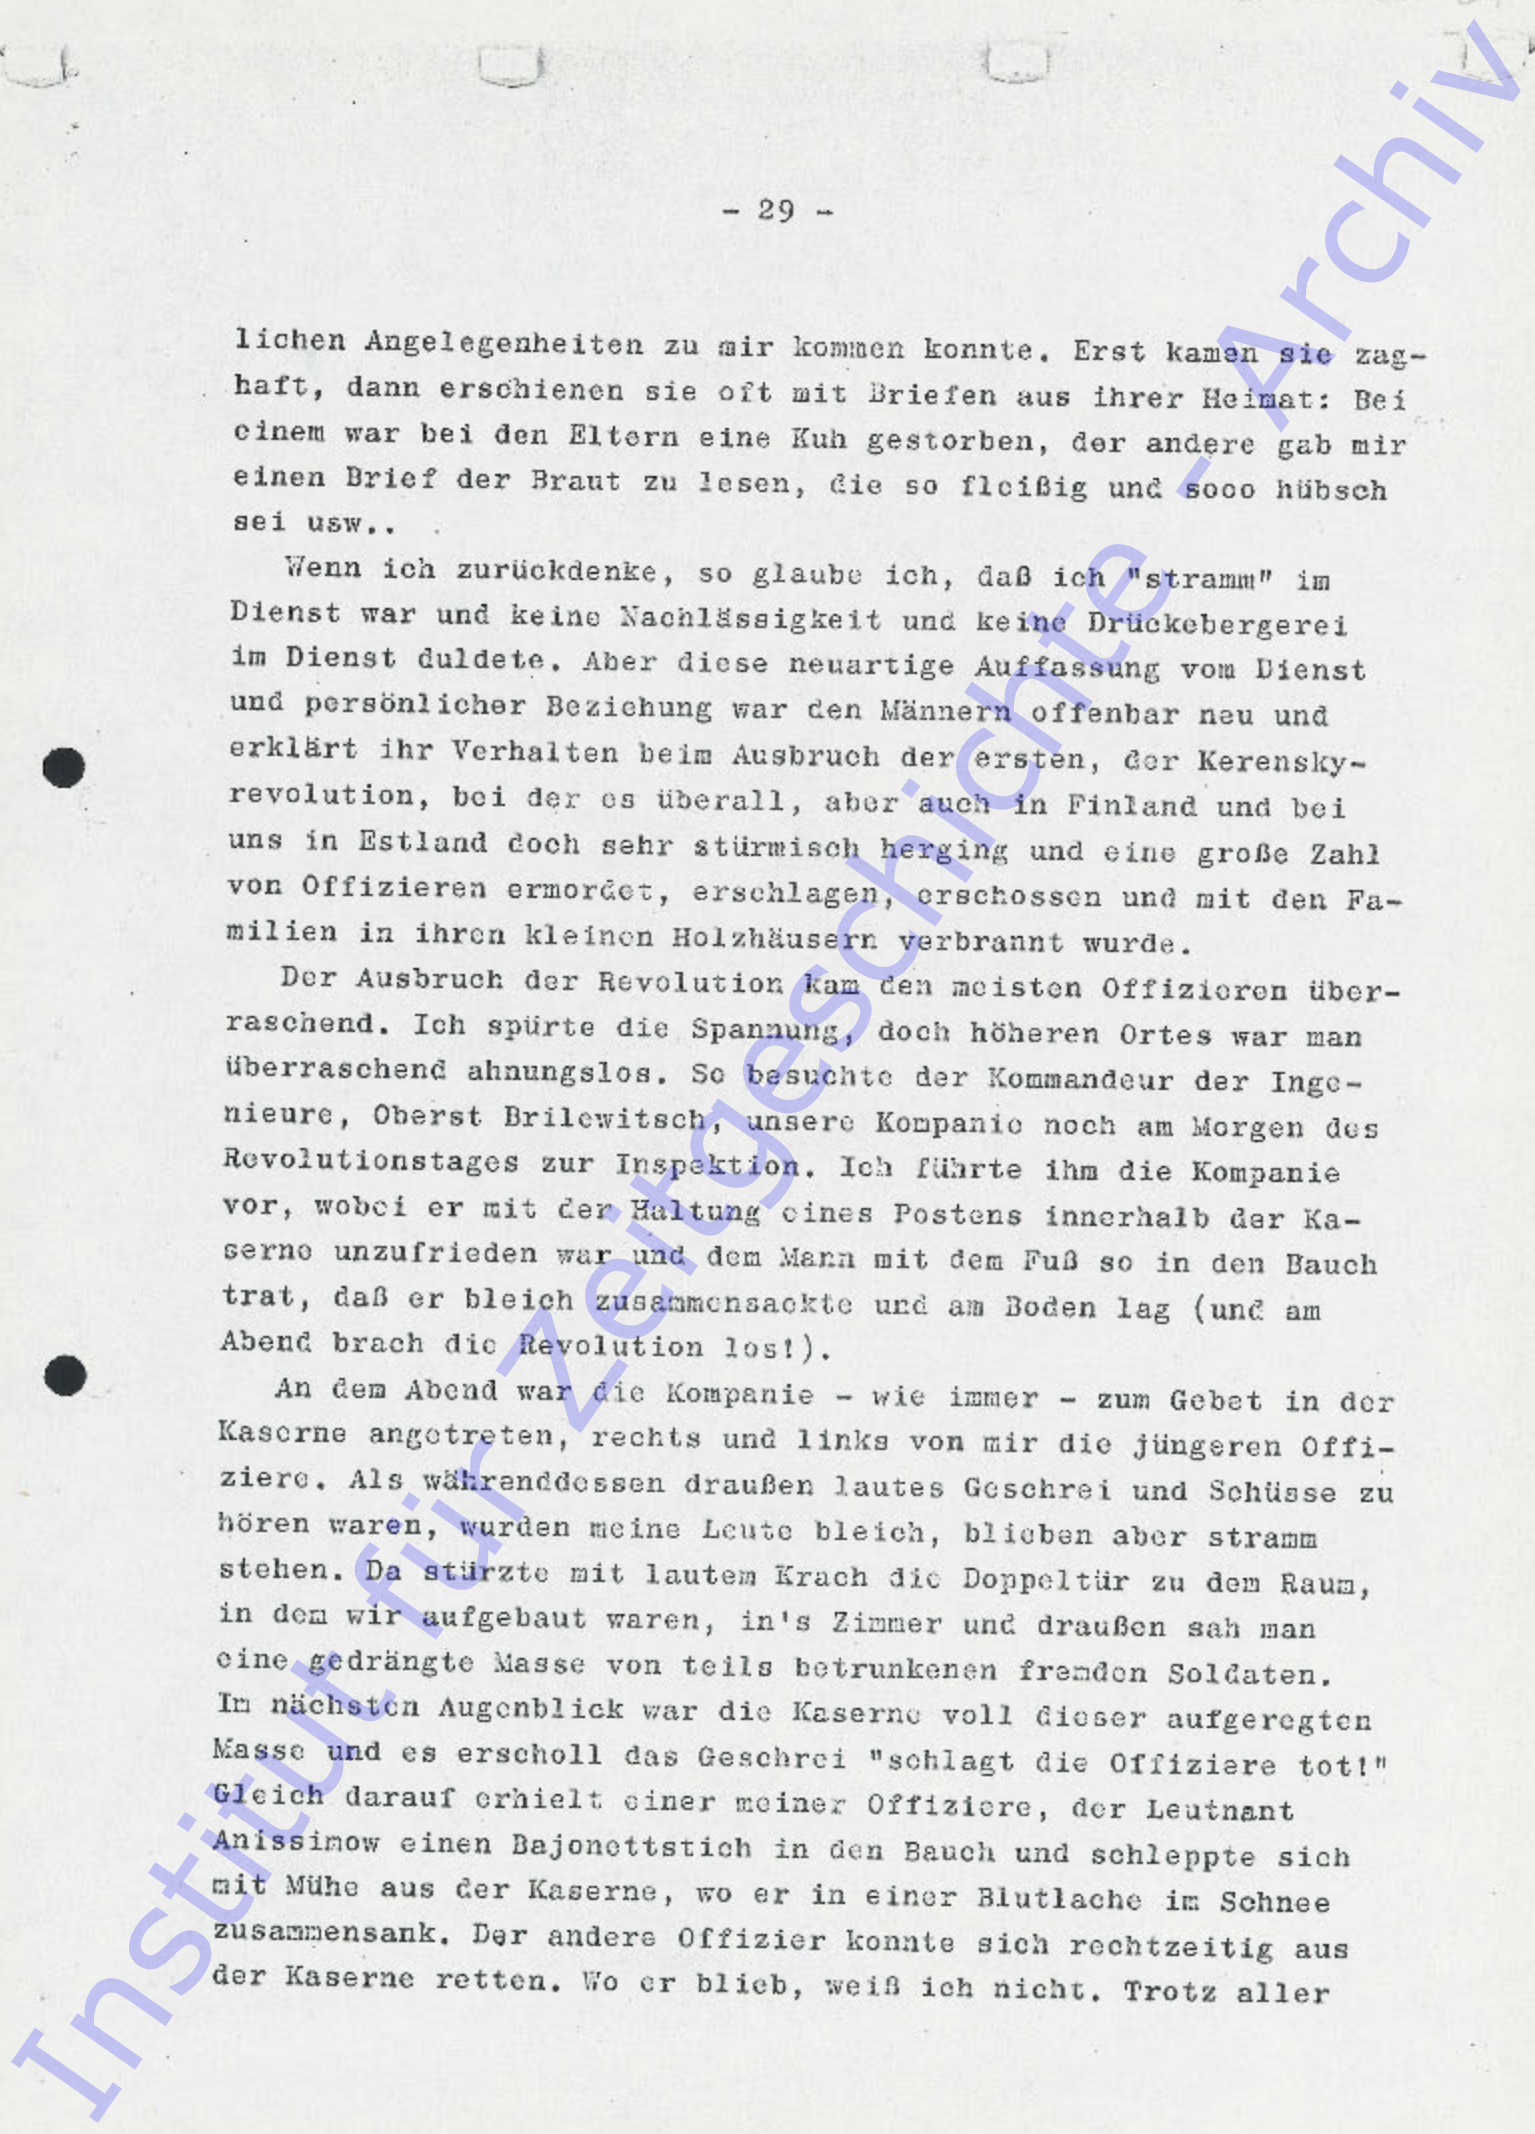 - 29 -
lichen Angelegenheiten zu mir kommen konnte. Erst kamen sie zag-
haft, dann erschienen sie oft mit Briefen aus ihrer Heimat: Bei
einem war bei den Eltern eine Kuh gestorben, der andere gab mir
einen Brief der Braut zu lesen, die so fleißig und sooo hübsch
sei usw..
Wenn ich zurückdenke, so glaube ich, daß ich "stramm" im
Dienst war und keine Nachlässigkeit und keine Drückebergerei
im Dienst duldete. Aber diese neuartige Auffassung vom Dienst
und persönlicher Beziehung war den Männern offenbar neu und
erklärt ihr Verhalten beim Ausbruch der ersten, der Kerensky-
revolution, bei der es überall, aber auch in Finland und bei
uns in Estland doch sehr stürmisch herging und eine große Zahl
von Offizieren ermordet, erschlagen, erschossen und mit den Fa-
milien in ihren kleinen Holzhäusern verbrannt wurde.
Der Ausbruch der Revolution kam den meisten Offizieren über-
raschend. Ich spürte die Spannung, doch höheren Ortes war man
überraschend ahnungslos. So besuchte der Kommandeur der Inge-
nieure, Oberst Brilewitsch, unsere Kompanie noch am Morgen des
Revolutionstages zur Inspektion. Ich führte ihm die Kompanie
vor, wobei er mit der Haltung eines Postens innerhalb der Ka-
serne unzufrieden war und dem Mann mit dem Fuß so in den Bauch
trat, daß er bleich zusammensackte und am Boden lag (und am
Abend brach die Revolution los!).
An dem Abend war die Kompanie - wie immer - zum Gebet in der
Kaserne angetreten, rechts und links von mir die jüngeren Offi-
ziere. Als währenddessen draußen lautes Geschrei und Schüsse zu
hören waren, wurden meine Leute bleich, blieben aber stramm
stehen. Da stürzte mit lautem Krach die Doppeltür zu dem Raum,
in dem wir aufgebaut waren, in's Zimmer und draußen sah man
eine gedrängte Masse von teils betrunkenen fremden Soldaten.
Im nächsten Augenblick war die Kaserne voll dieser aufgeregten
Masse und es erscholl das Geschrei "schlagt die Offiziere tot!"
Gleich darauf erhielt einer meiner Offiziere, der Leutnant
Anissimow einen Bajonettstich in den Bauch und schleppte sich
mit Mühe aus der Kaserne, wo er in einer Blutlache im Schnee
zusammensank. Der andere Offizier konnte sich rechtzeitig aus
der Kaserne retten. Wo er blieb, weiß ich nicht. Trotz aller
Institut für Zeitgeschichte - Archiv